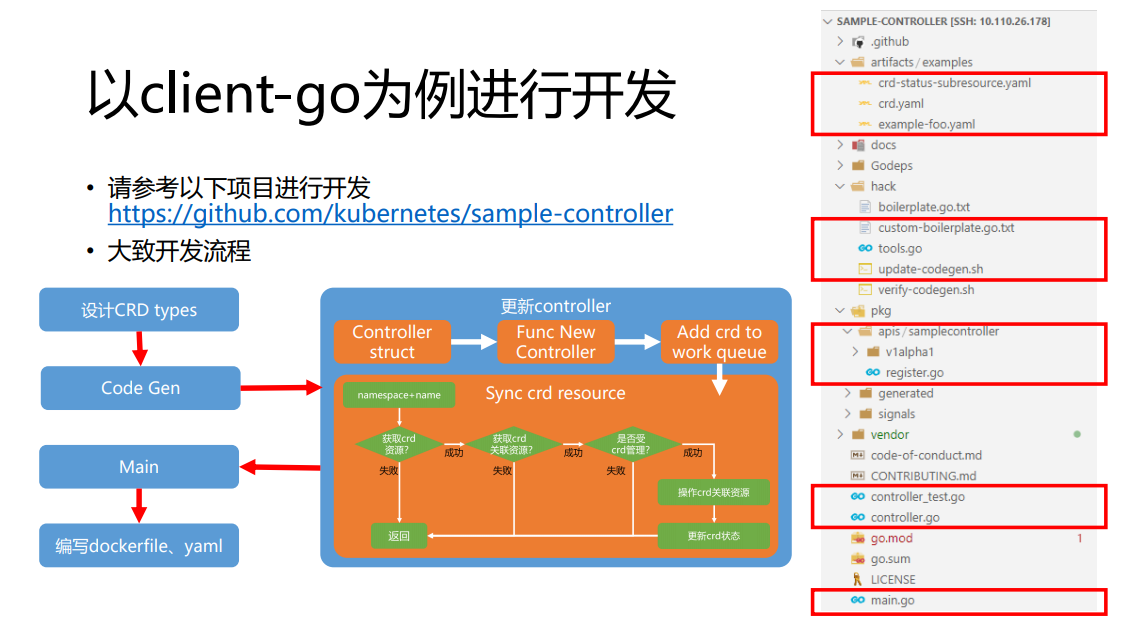 以client-go为例进行开发
• 请参考以下项目进行开发
https://github.com/kubernetes/sample-controller
• 大致开发流程
设计CRD types
Code Gen
Main
编写dockerfile、yaml
更新controller
Controller
struct
Func New
Controller
Add crd to
work queue
Sync crd resource
namespace+name
获取crd
资源?
成功
失败
获取crd
关联资源?
成功
失败
是否受
crd管理?
成功
失败
操作crd关联资源
更新crd状态
返回
SAMPLE-CONTROLLER [SSH: 10.110.26.178]
.github
artifacts / examples
crd-status-subresource.yaml
crd.yaml
example-foo.yaml
docs
Godeps
hack
boilerplate.go.txt
custom-boilerplate.go.txt
tools.go
update-codegen.sh
verify-codegen.sh
pkg
apis / samplecontroller
v1alpha1
register.go
generated
signals
vendor
code-of-conduct.md
CONTRIBUTING.md
controller_test.go
controller.go
go.mod 1
go.sum
LICENSE
main.go